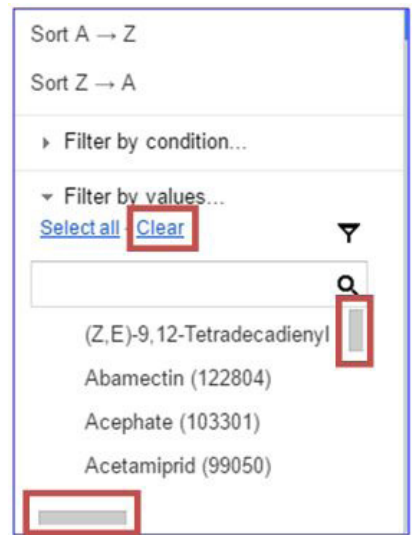 Sort A → Z
Sort Z → A
Filter by condition...
Filter by values...
Select all - Clear
(Z,E)-9,12-Tetradecadienyl
Abamectin (122804)
Acephate (103301)
Acetamiprid (99050)